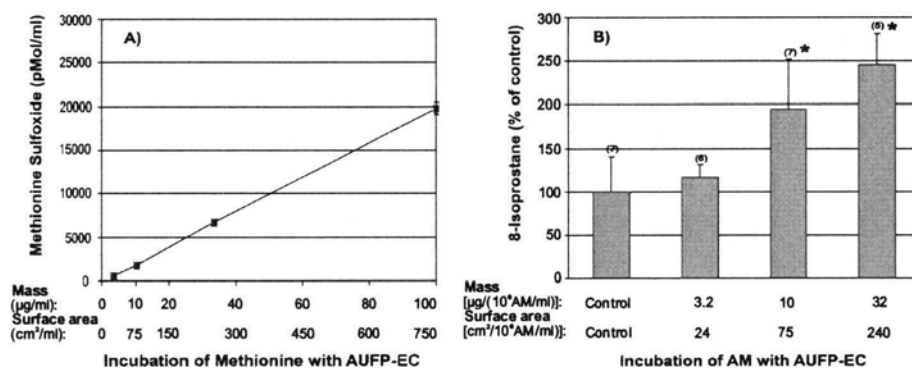 A)
Methionine Sulfoxide (pMol/ml)
30000
25000
20000
15000
10000
5000
0
Mass
(µg/ml): 0 20 40 60 80 100
Surface area
(cm²/ml): 0 75 150 300 450 600 750
Incubation of Methionine with AUFP-EC
B)
8-Isoprostane (% of control)
300
250
200
150
100
50
0
(7)
(6)
(7) *
(5) *
Mass
[µg/(10⁶AM/ml)]: Control 3.2 10 32
Surface area
[cm²/10⁶AM/ml)]: Control 24 75 240
Incubation of AM with AUFP-EC